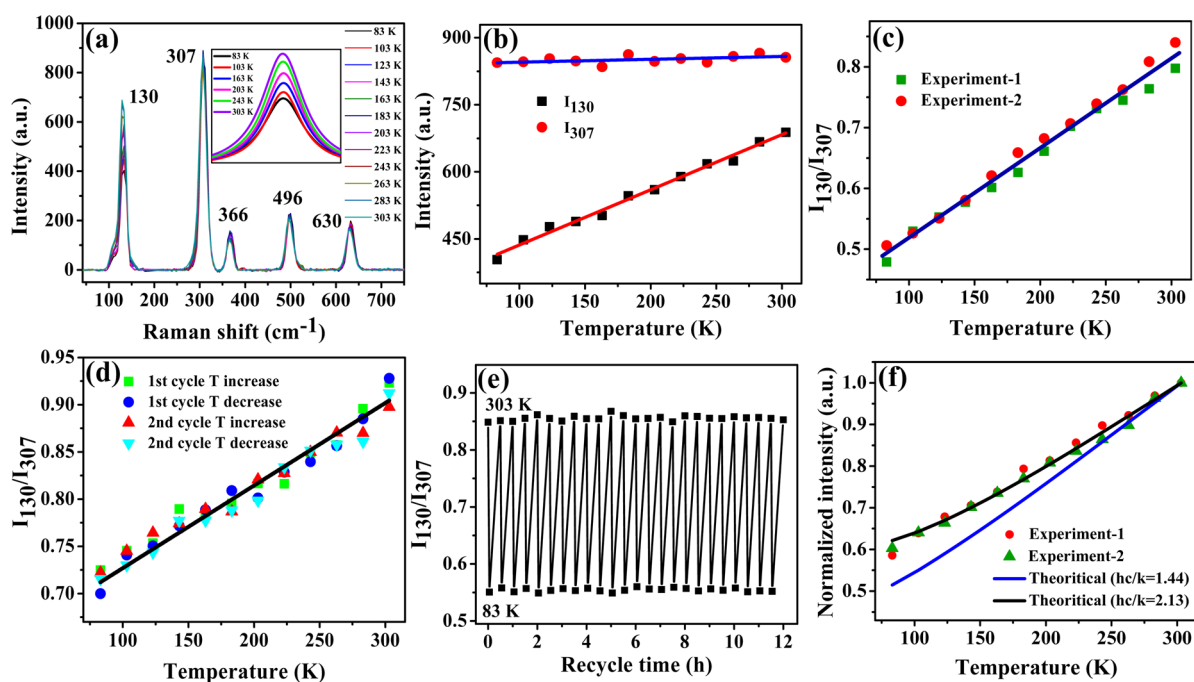 (a)
1000
800
600
400
200
0
Intensity (a.u.)
130
307
366
496
630
83 K
103 K
163 K
203 K
243 K
303 K
83 K
103 K
123 K
143 K
163 K
183 K
203 K
223 K
243 K
263 K
283 K
303 K
100 200 300 400 500 600 700
Raman shift (cm-1)
(b)
900
750
600
450
Intensity (a.u.)
I130
I307
100 150 200 250 300
Temperature (K)
(c)
0.8
0.7
0.6
0.5
I130/I307
Experiment-1
Experiment-2
100 150 200 250 300
Temperature (K)
(d)
0.95
0.90
0.85
0.80
0.75
0.70
I130/I307
1st cycle T increase
1st cycle T decrease
2nd cycle T increase
2nd cycle T decrease
100 150 200 250 300
Temperature (K)
(e)
0.9
0.8
0.7
0.6
0.5
I130/I307
303 K
83 K
0 2 4 6 8 10 12
Recycle time (h)
(f)
1.0
0.9
0.8
0.7
0.6
0.5
Normalized intensity (a.u.)
Experiment-1
Experiment-2
Theoritical (hc/k=1.44)
Theoritical (hc/k=2.13)
100 150 200 250 300
Temperature (K)